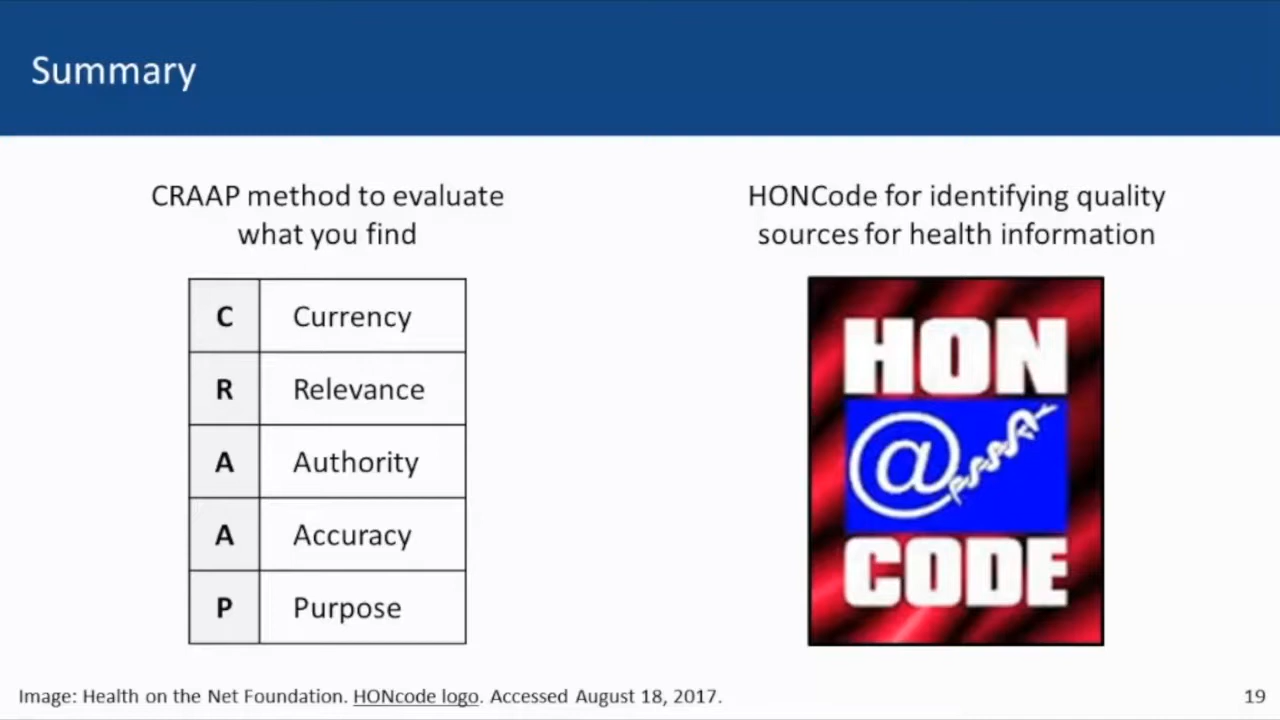 Summary
CRAAP method to evaluate
what you find
C Currency
R Relevance
A Authority
A Accuracy
P Purpose
HONCode for identifying quality
sources for health information
HON
@
CODE
Image: Health on the Net Foundation. HONcode logo. Accessed August 18, 2017.
19